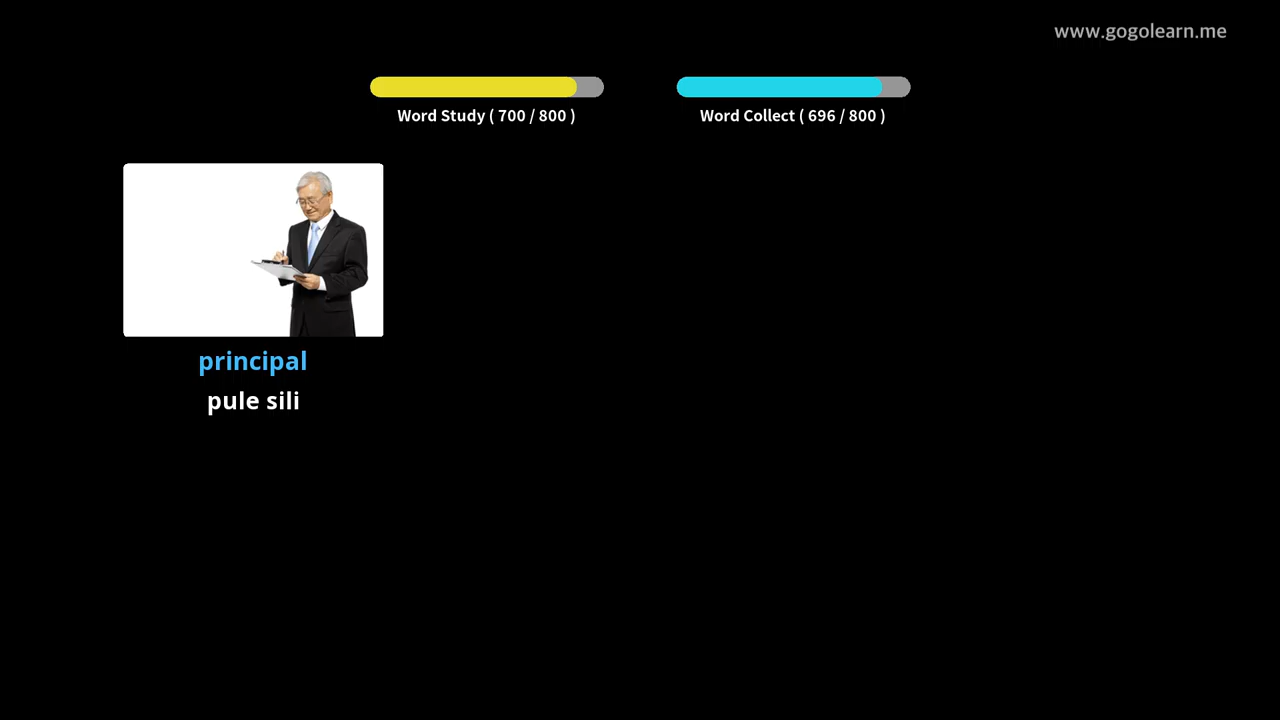 www.gogolearn.me
Word Study ( 700 / 800 )
Word Collect ( 696 / 800 )
principal
pule sili